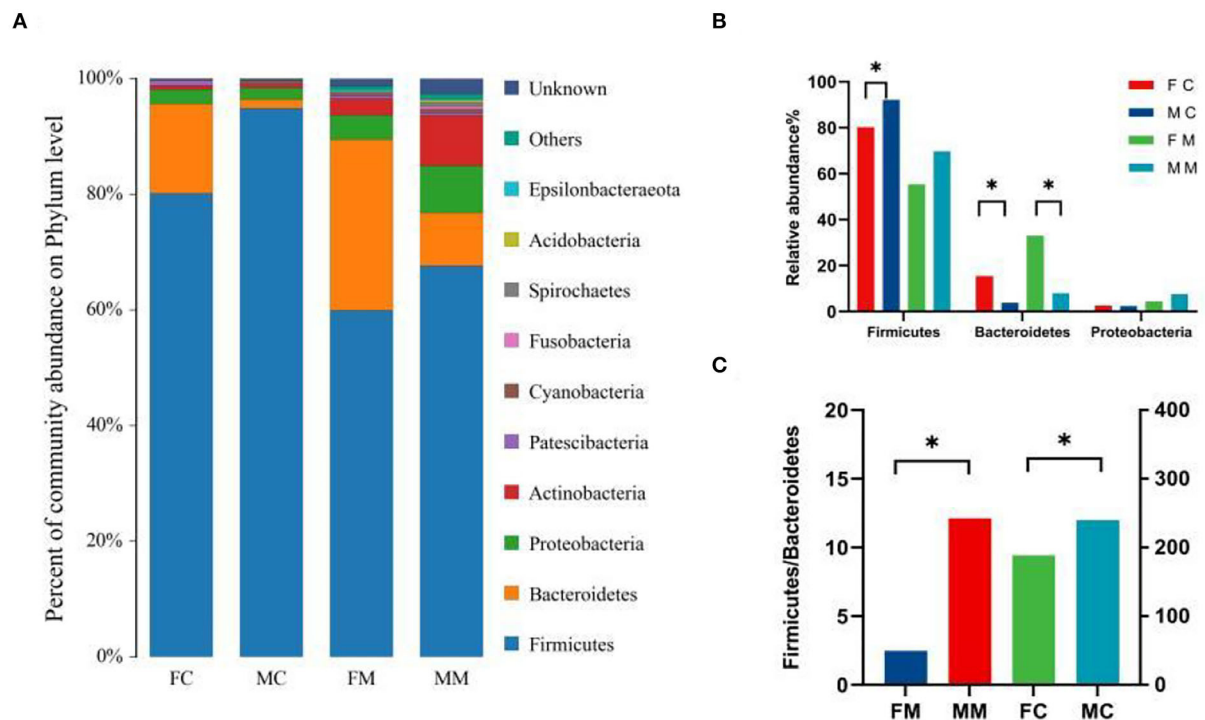 A
Percent of community abundance on Phylum level
100%
80%
60%
40%
20%
0%
FC
MC
FM
MM
Unknown
Others
Epsilonbacteraeota
Acidobacteria
Spirochaetes
Fusobacteria
Cyanobacteria
Patescibacteria
Actinobacteria
Proteobacteria
Bacteroidetes
Firmicutes
B
Relative abundance%
100
80
60
40
20
0
*
*
*
Firmicutes
Bacteroidetes
Proteobacteria
F C
M C
F M
M M
C
Firmicutes/Bacteroidetes
20
15
10
5
0
*
*
400
300
200
100
0
FM
MM
FC
MC